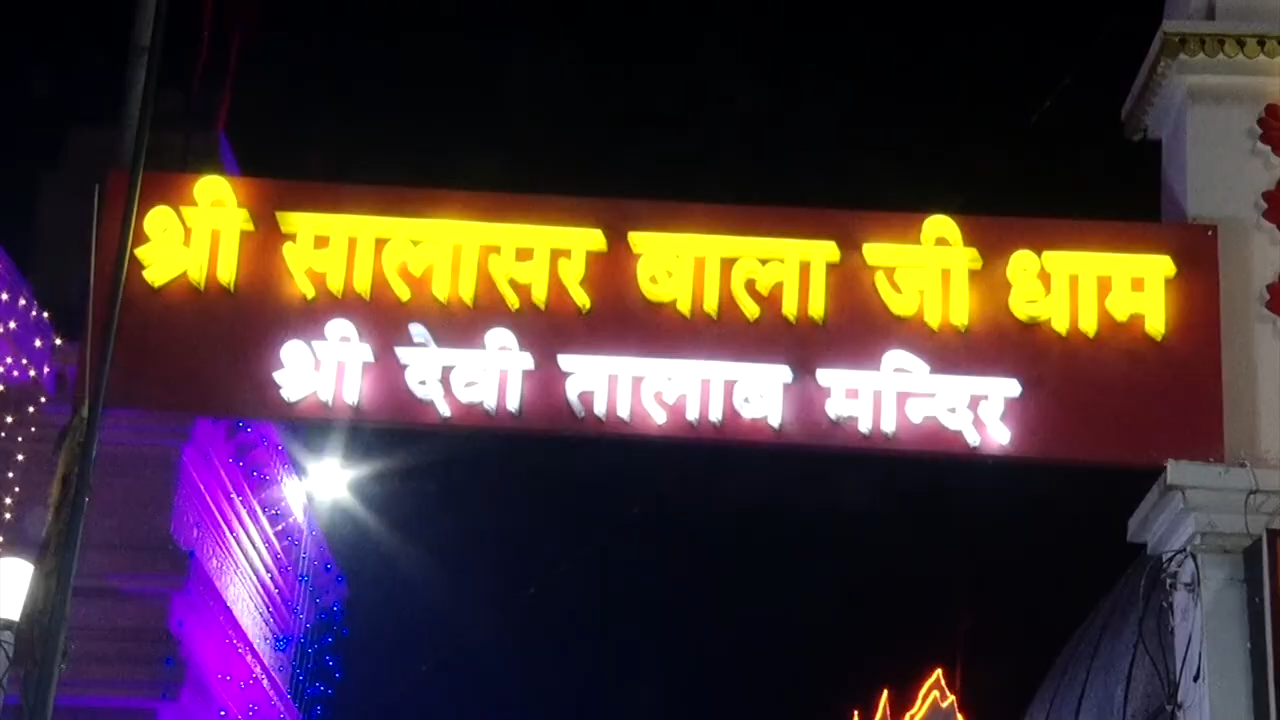 श्री सालासर बाला जी धाम
श्री देवी तालाब मन्दिर